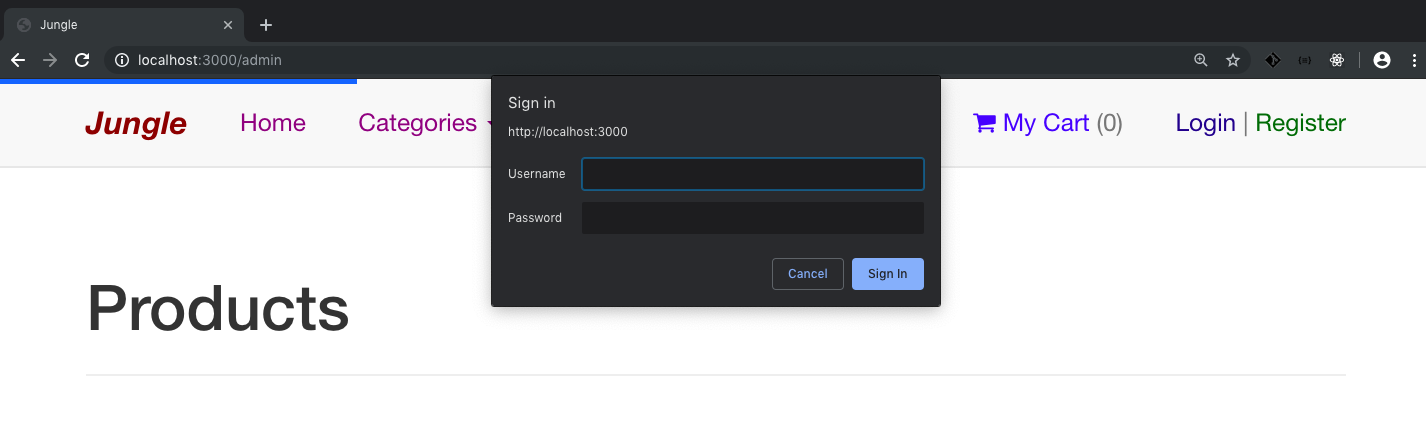 Jungle
localhost:3000/admin
Jungle Home Categories My Cart (0) Login | Register
Sign in
http://localhost:3000
Username
Password
Cancel Sign In
Products